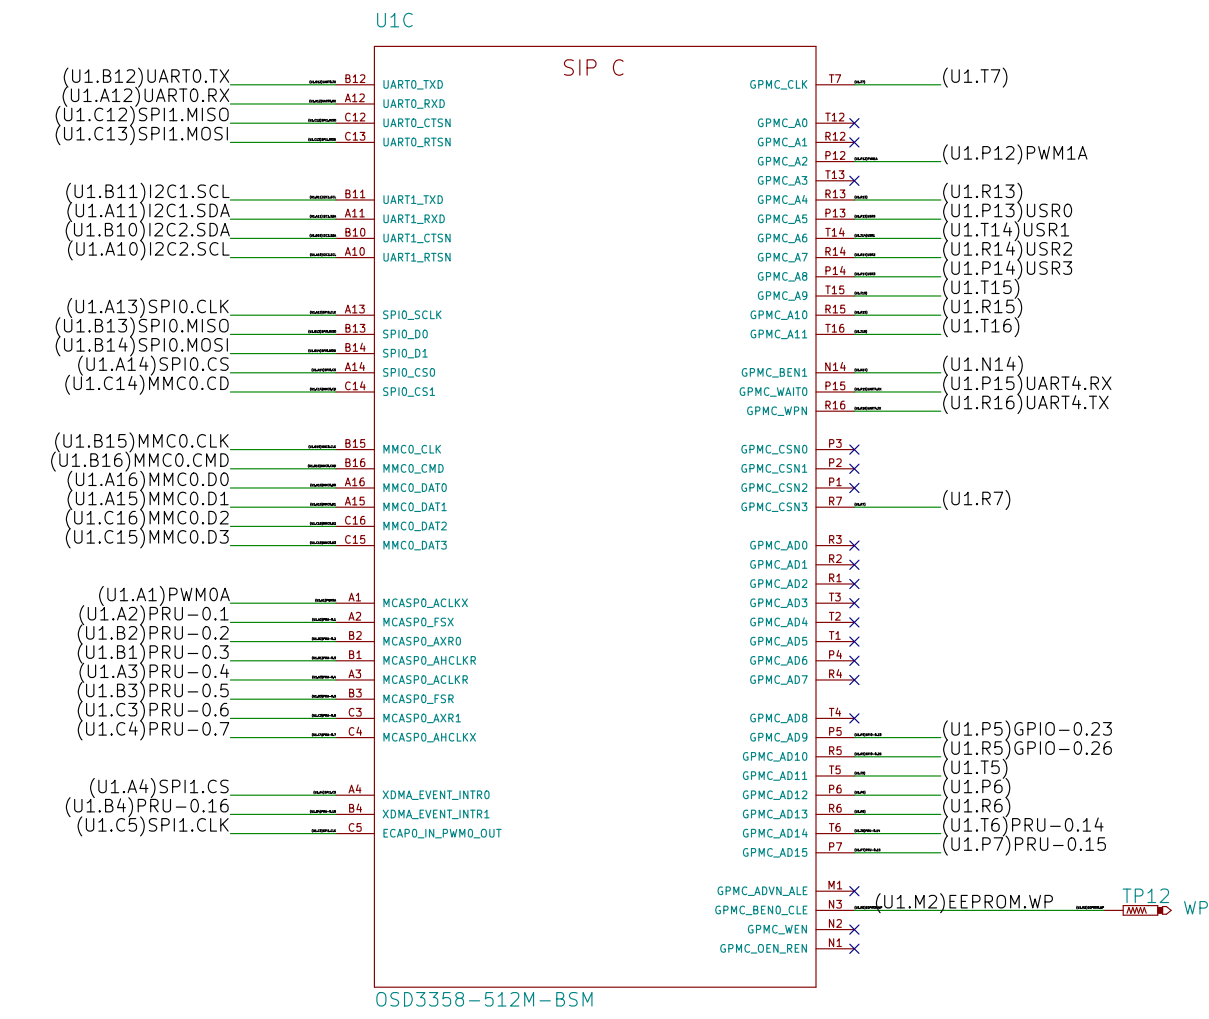 U1C
SIP C
(U1.B12)UART0.TX B12 UART0_TXD
(U1.A12)UART0.RX A12 UART0_RXD
(U1.C12)SPI1.MISO C12 UART0_CTSN
(U1.C13)SPI1.MOSI C13 UART0_RTSN
(U1.B11)I2C1.SCL B11 UART1_TXD
(U1.A11)I2C1.SDA A11 UART1_RXD
(U1.B10)I2C2.SDA B10 UART1_CTSN
(U1.A10)I2C2.SCL A10 UART1_RTSN
(U1.A13)SPI0.CLK A13 SPI0_SCLK
(U1.B13)SPI0.MISO B13 SPI0_D0
(U1.B14)SPI0.MOSI B14 SPI0_D1
(U1.A14)SPI0.CS A14 SPI0_CS0
(U1.C14)MMC0.CD C14 SPI0_CS1
(U1.B15)MMC0.CLK B15 MMC0_CLK
(U1.B16)MMC0.CMD B16 MMC0_CMD
(U1.A16)MMC0.D0 A16 MMC0_DAT0
(U1.A15)MMC0.D1 A15 MMC0_DAT1
(U1.C16)MMC0.D2 C16 MMC0_DAT2
(U1.C15)MMC0.D3 C15 MMC0_DAT3
(U1.A1)PWM0A A1 MCASP0_ACLKX
(U1.A2)PRU-0.1 A2 MCASP0_FSX
(U1.B2)PRU-0.2 B2 MCASP0_AXR0
(U1.B1)PRU-0.3 B1 MCASP0_AHCLKR
(U1.A3)PRU-0.4 A3 MCASP0_ACLKR
(U1.B3)PRU-0.5 B3 MCASP0_FSR
(U1.C3)PRU-0.6 C3 MCASP0_AXR1
(U1.C4)PRU-0.7 C4 MCASP0_AHCLKX
(U1.A4)SPI1.CS A4 XDMA_EVENT_INTR0
(U1.B4)PRU-0.16 B4 XDMA_EVENT_INTR1
(U1.C5)SPI1.CLK C5 ECAP0_IN_PWM0_OUT
GPMC_CLK T7 (U1.T7)
GPMC_A0 T12
GPMC_A1 R12
GPMC_A2 P12 (U1.P12)PWM1A
GPMC_A3 T13
GPMC_A4 R13 (U1.R13)
GPMC_A5 P13 (U1.P13)USR0
GPMC_A6 T14 (U1.T14)USR1
GPMC_A7 R14 (U1.R14)USR2
GPMC_A8 P14 (U1.P14)USR3
GPMC_A9 T15 (U1.T15)
GPMC_A10 R15 (U1.R15)
GPMC_A11 T16 (U1.T16)
GPMC_BEN1 N14 (U1.N14)
GPMC_WAIT0 P15 (U1.P15)UART4.RX
GPMC_WPN R16 (U1.R16)UART4.TX
GPMC_CSN0 P3
GPMC_CSN1 P2
GPMC_CSN2 P1
GPMC_CSN3 R7 (U1.R7)
GPMC_AD0 R3
GPMC_AD1 R2
GPMC_AD2 R1
GPMC_AD3 T3
GPMC_AD4 T2
GPMC_AD5 T1
GPMC_AD6 P4
GPMC_AD7 R4
GPMC_AD8 T4
GPMC_AD9 P5 (U1.P5)GPIO-0.23
GPMC_AD10 R5 (U1.R5)GPIO-0.26
GPMC_AD11 T5 (U1.T5)
GPMC_AD12 P6 (U1.P6)
GPMC_AD13 R6 (U1.R6)
GPMC_AD14 T6 (U1.T6)PRU-0.14
GPMC_AD15 P7 (U1.P7)PRU-0.15
GPMC_ADVN_ALE M1
GPMC_BEN0_CLE N3 (U1.M2)EEPROM.WP TP12 WP
GPMC_WEN N2
GPMC_OEN_REN N1
OSD3358-512M-BSM